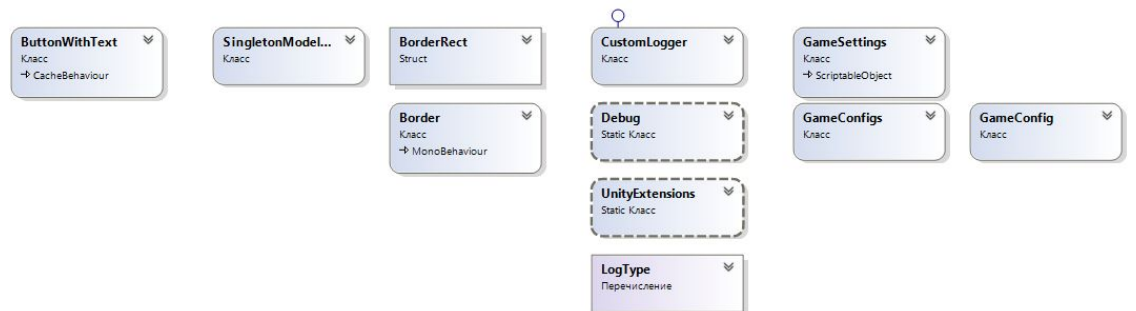 ButtonWithText
Класс
CacheBehaviour
SingletonModel...
Класс
BorderRect
Struct
CustomLogger
Класс
GameSettings
Класс
ScriptableObject
Border
Класс
MonoBehaviour
Debug
Static Класс
GameConfigs
Класс
GameConfig
Класс
UnityExtensions
Static Класс
LogType
Перечисление